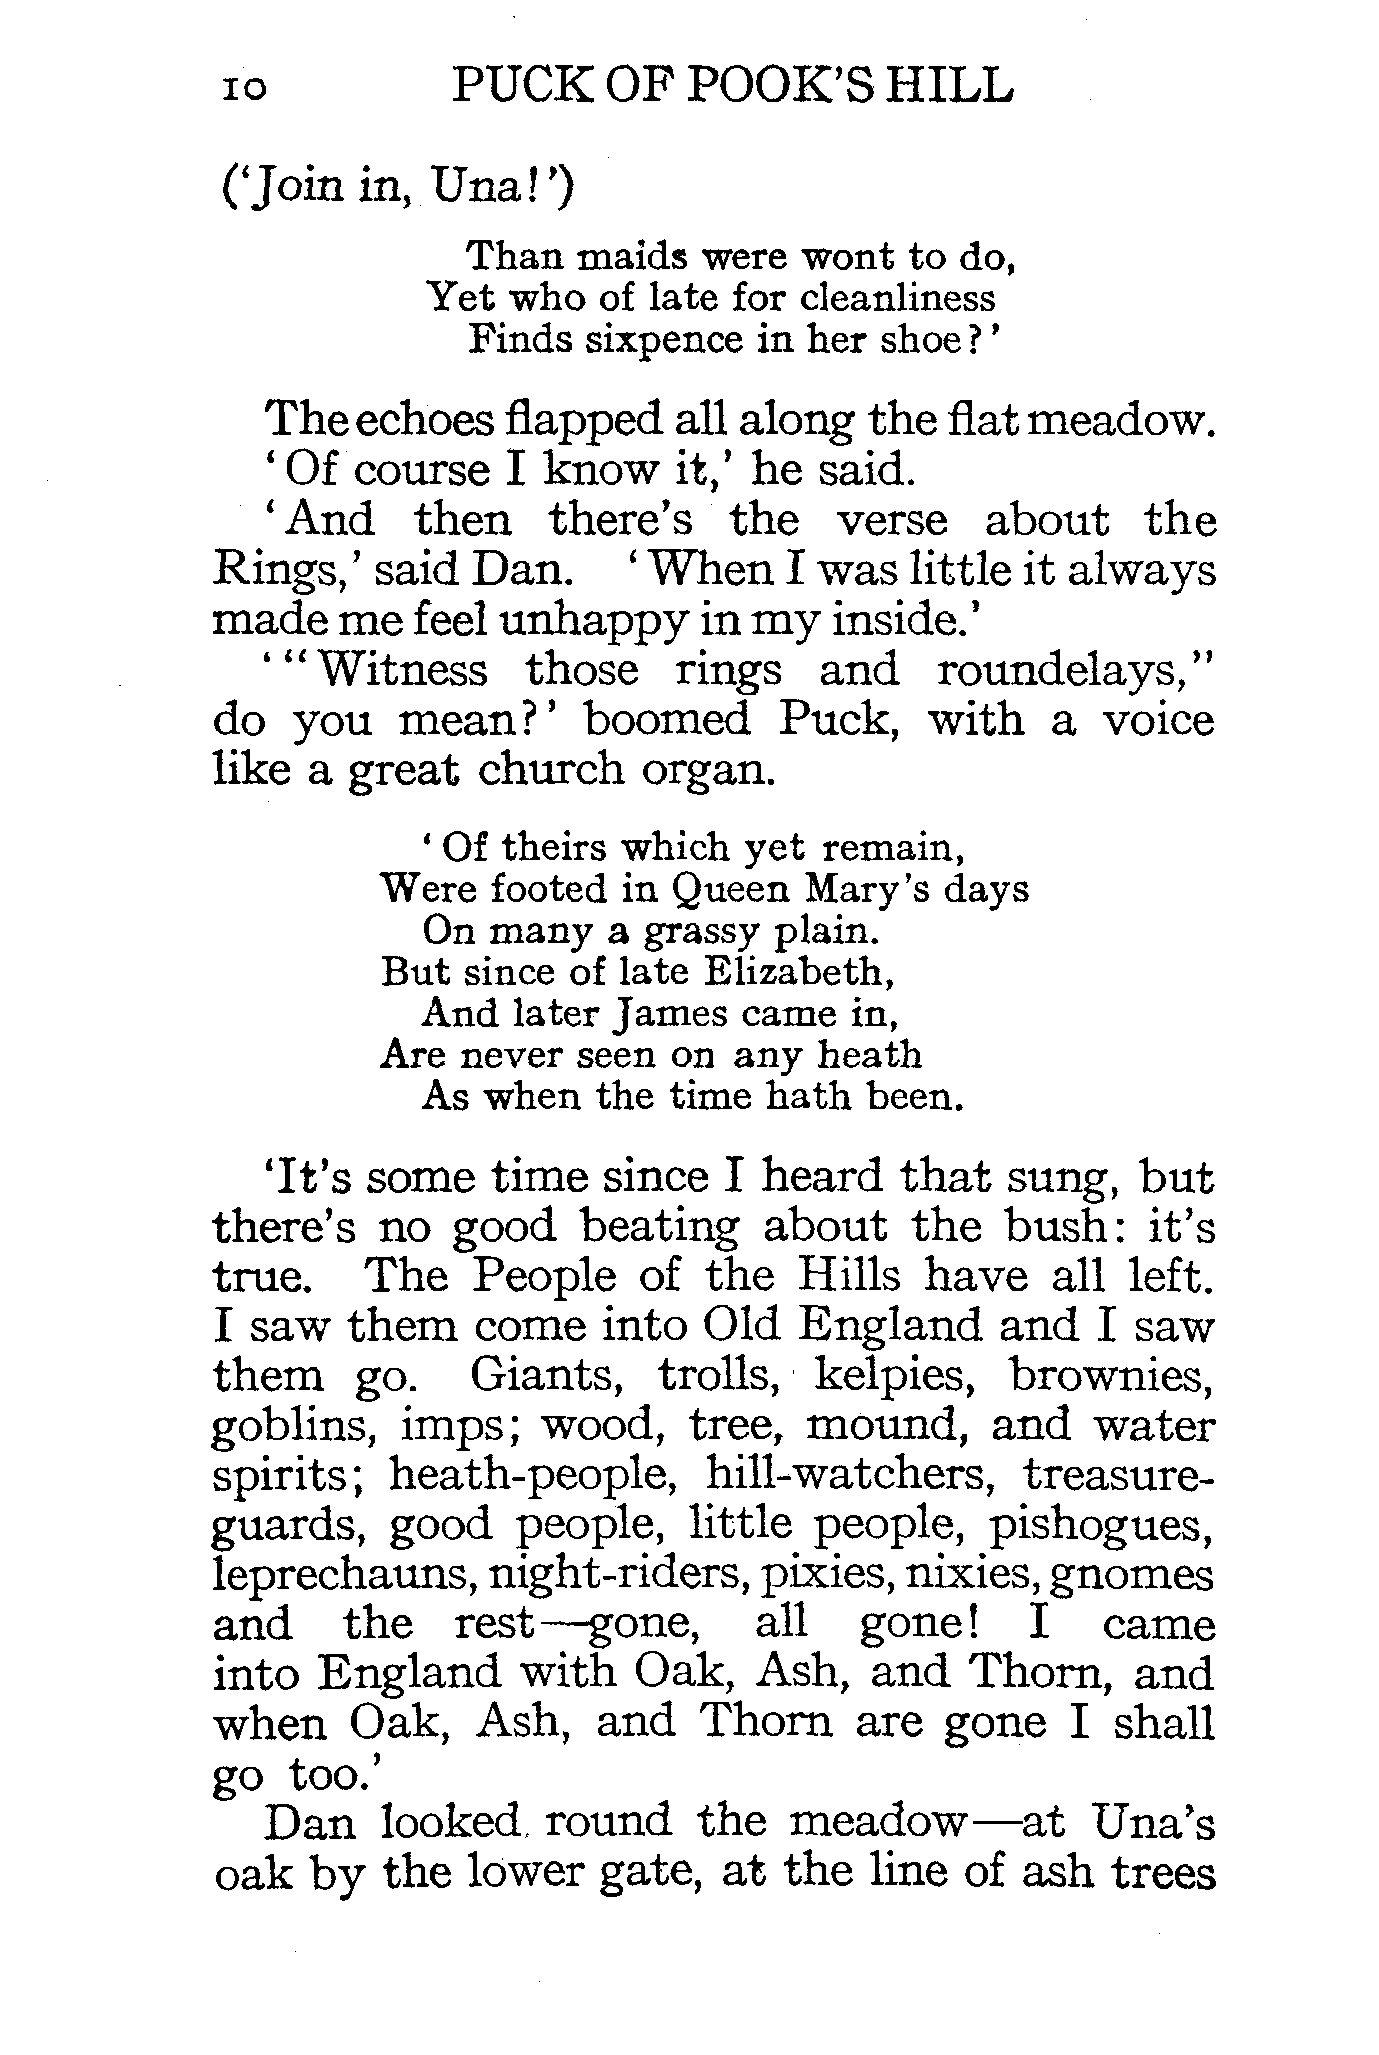 10 PUCK OF POOK'S HILL
('Join in, Una!')
Than maids were wont to do,
Yet who of late for cleanliness
Finds sixpence in her shoe?'
The echoes flapped all along the flat meadow.
'Of course I know it,' he said.
'And then there's the verse about the
Rings,' said Dan. 'When I was little it always
made me feel unhappy in my inside.'
'"Witness those rings and roundelays,"
do you mean?' boomed Puck, with a voice
like a great church organ.
'Of theirs which yet remain,
Were footed in Queen Mary's days
On many a grassy plain.
But since of late Elizabeth,
And later James came in,
Are never seen on any heath
As when the time hath been.
'It's some time since I heard that sung, but
there's no good beating about the bush: it's
true. The People of the Hills have all left.
I saw them come into Old England and I saw
them go. Giants, trolls, kelpies, brownies,
goblins, imps; wood, tree, mound, and water
spirits; heath-people, hill-watchers, treasure-
guards, good people, little people, pishogues,
leprechauns, night-riders, pixies, nixies, gnomes
and the rest—gone, all gone! I came
into England with Oak, Ash, and Thorn, and
when Oak, Ash, and Thorn are gone I shall
go too.'
Dan looked round the meadow—at Una's
oak by the lower gate, at the line of ash trees